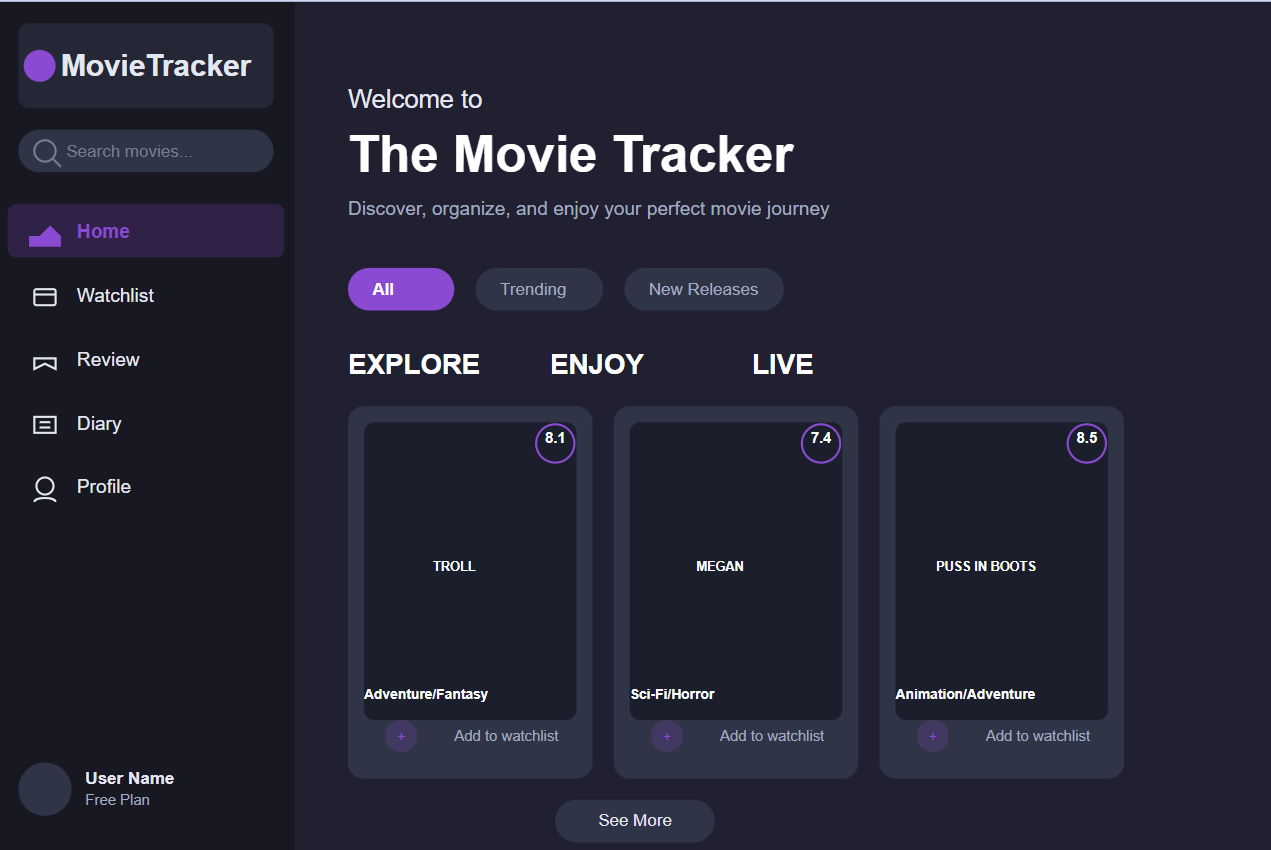 MovieTracker
Search movies...
Home
Watchlist
Review
Diary
Profile
User Name
Free Plan
Welcome to
The Movie Tracker
Discover, organize, and enjoy your perfect movie journey
All
Trending
New Releases
EXPLORE
ENJOY
LIVE
8.1
TROLL
Adventure/Fantasy
+ Add to watchlist
7.4
MEGAN
Sci-Fi/Horror
+ Add to watchlist
8.5
PUSS IN BOOTS
Animation/Adventure
+ Add to watchlist
See More